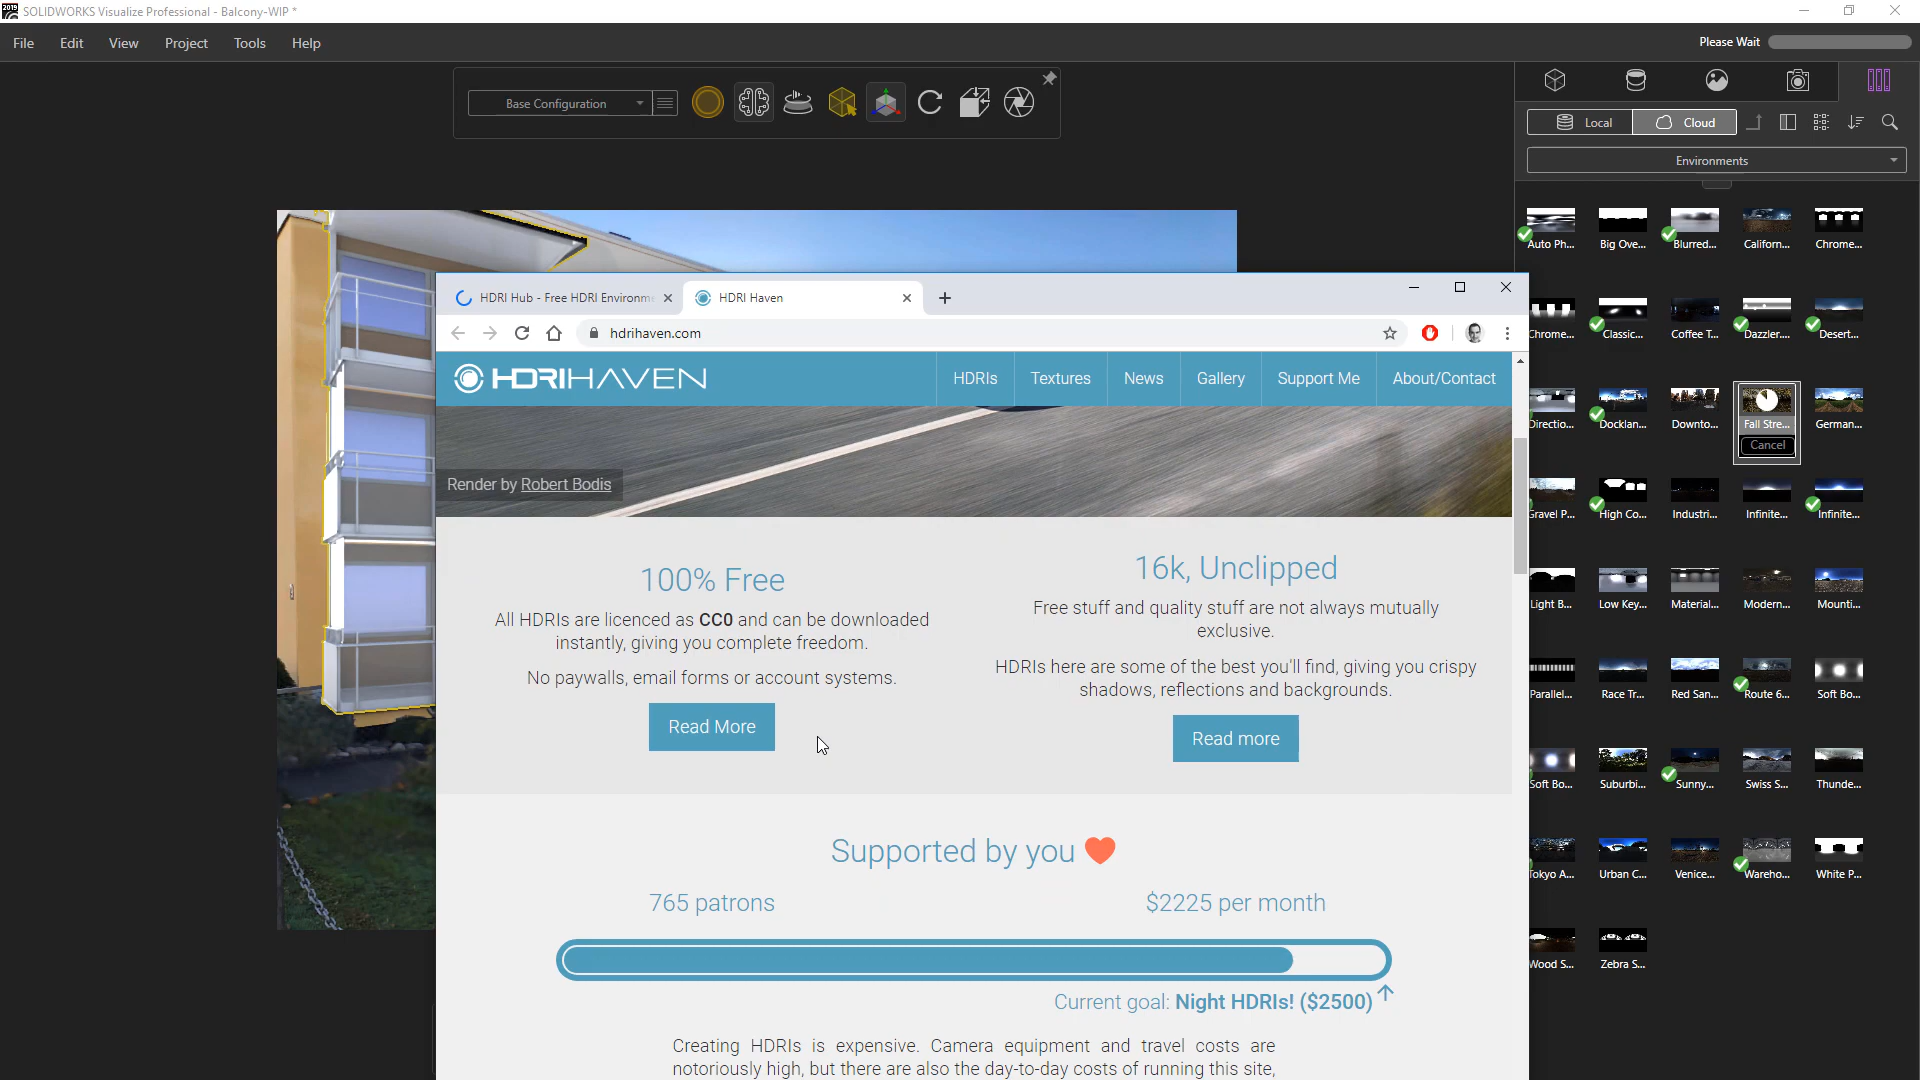 2019
SOLIDWORKS Visualize Professional - Balcony-WIP *
File Edit View Project Tools Help
Please Wait
Base Configuration
Local Cloud
Environments
Auto Ph... Big Ove... Blurred... Californ... Chrome...
Chrome... Classic... Coffee T... Dazzler... Desert...
Directio... Docklan... Downto... Fall Stre... German...
Cancel
Gravel P... High Co... Industri... Infinite... Infinite...
Light B... Low Key... Material... Modern... Mounti...
Parallel... Race Tr... Red San... Route 6... Soft Bo...
Soft Bo... Suburbi... Sunny... Swiss S... Thunde...
Tokyo A... Urban C... Venice... Wareho... White P...
Wood S... Zebra S...
HDRI Hub - Free HDRI Environme
HDRI Haven
hdrihaven.com
HDRIHAVEN
HDRIs Textures News Gallery Support Me About/Contact
Render by Robert Bodis
100% Free
All HDRIs are licenced as CC0 and can be downloaded
instantly, giving you complete freedom.
No paywalls, email forms or account systems.
Read More
16k, Unclipped
Free stuff and quality stuff are not always mutually
exclusive.
HDRIs here are some of the best you'll find, giving you crispy
shadows, reflections and backgrounds.
Read more
Supported by you
765 patrons
$2225 per month
Current goal: Night HDRIs! ($2500)
Creating HDRIs is expensive. Camera equipment and travel costs are
notoriously high, but there are also the day-to-day costs of running this site,